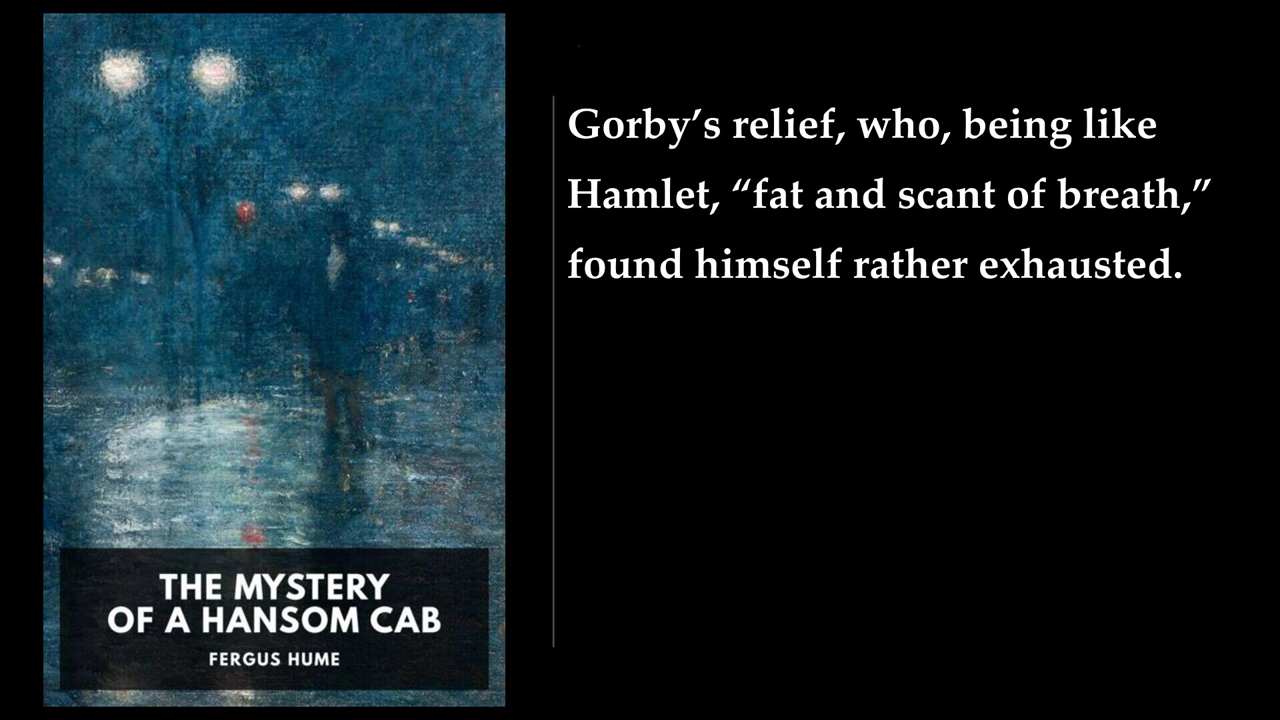 THE MYSTERY
OF A HANSOM CAB
FERGUS HUME
Gorby’s relief, who, being like
Hamlet, “fat and scant of breath,”
found himself rather exhausted.